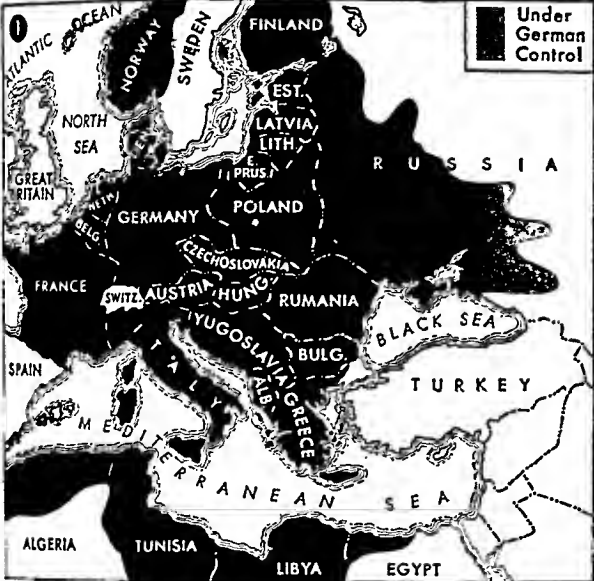 1
Under
German
Control
ATLANTIC OCEAN
NORWAY
SWEDEN
FINLAND
NORTH
SEA
EST.
LATVIA
LITH.
E.
PRUS.
RUSSIA
GREAT
RITAIN
NETH.
BELG.
GERMANY
POLAND
CZECHOSLOVAKIA
FRANCE
SWITZ.
AUSTRIA
HUNG.
RUMANIA
YUGOSLAVIA
BLACK SEA
ITALY
BULG.
SPAIN
ALB.
GREECE
TURKEY
MEDITERRANEAN SEA
ALGERIA
TUNISIA
LIBYA
EGYPT